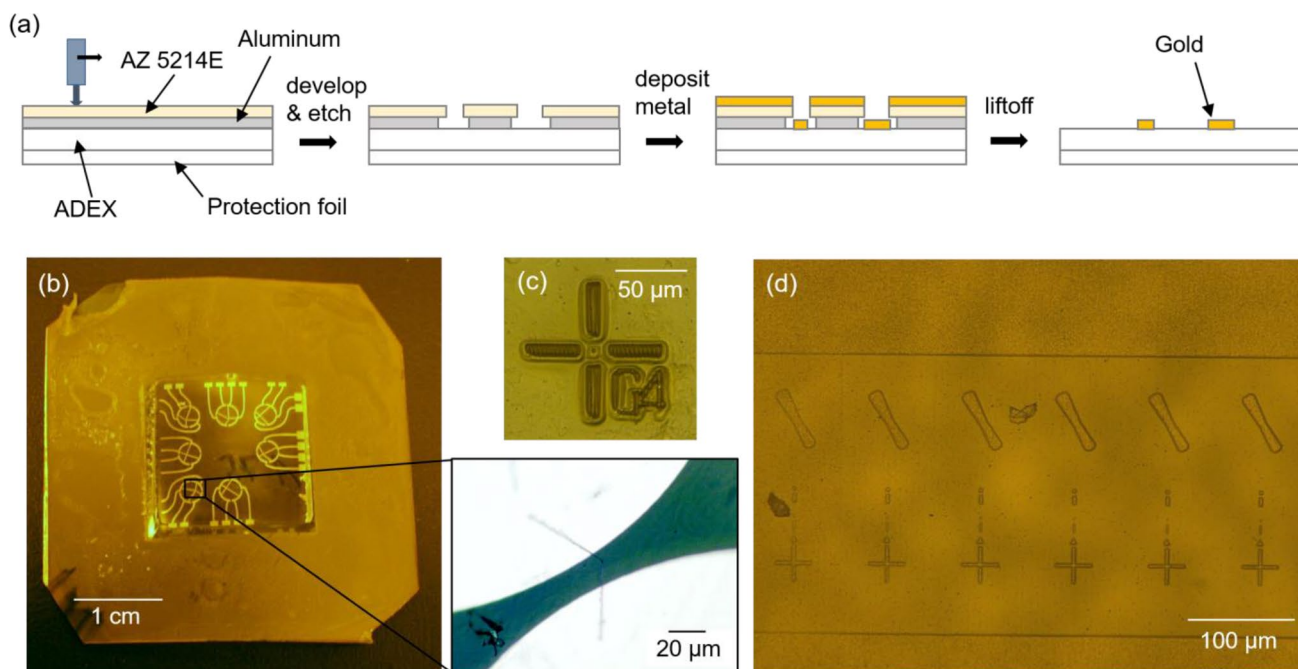 (a)
AZ 5214E
Aluminum
develop
& etch
deposit
metal
liftoff
Gold
ADEX
Protection foil
(b)
1 cm
(c)
50 µm
G4
20 µm
(d)
100 µm